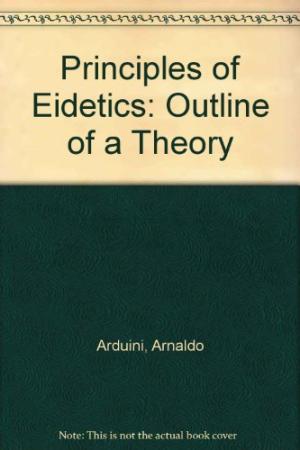 Principles of
Eidetics: Outline
of a Theory
Arduini, Arnaldo
Note: This is not the actual book cover